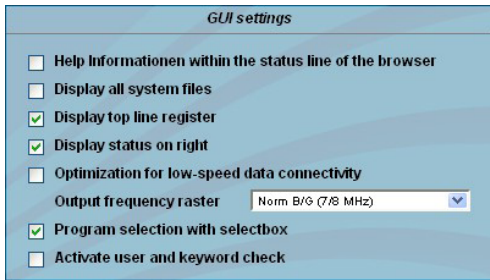 GUI settings
Help Informationen within the status line of the browser
Display all system files
Display top line register
Display status on right
Optimization for low-speed data connectivity
Output frequency raster Norm B/G (7/8 MHz)
Program selection with selectbox
Activate user and keyword check